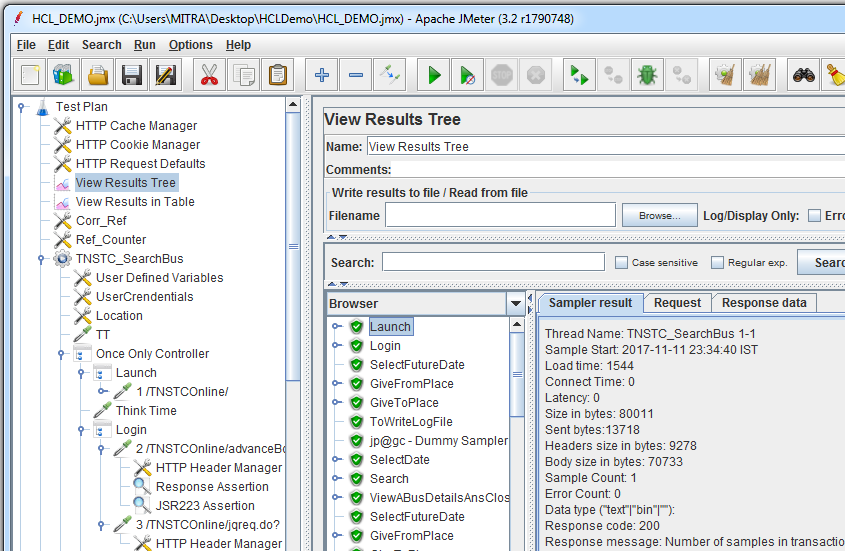 HCL_DEMO.jmx (C:\Users\MITRA\Desktop\HCLDemo\HCL_DEMO.jmx) - Apache JMeter (3.2 r1790748)
File Edit Search Run Options Help
Test Plan
HTTP Cache Manager
HTTP Cookie Manager
HTTP Request Defaults
View Results Tree
View Results in Table
Corr_Ref
Ref_Counter
TNSTC_SearchBus
User Defined Variables
UserCrendentials
Location
TT
Once Only Controller
Launch
1 /TNSTCOnline/
Think Time
Login
2 /TNSTCOnline/advanceBo
HTTP Header Manager
Response Assertion
JSR223 Assertion
3 /TNSTCOnline/jqreq.do?
HTTP Header Manager
View Results Tree
Name: View Results Tree
Comments:
Write results to file / Read from file
Filename Browse... Log/Display Only: Erro
Search: Case sensitive Regular exp. Searc
Browser
Launch
Login
SelectFutureDate
GiveFromPlace
GiveToPlace
ToWriteLogFile
jp@gc - Dummy Sampler
SelectDate
Search
ViewABusDetailsAnsClos
SelectFutureDate
GiveFromPlace
GiveToPlace
Sampler result Request Response data
Thread Name: TNSTC_SearchBus 1-1
Sample Start: 2017-11-11 23:34:40 IST
Load time: 1544
Connect Time: 0
Latency: 0
Size in bytes: 80011
Sent bytes:13718
Headers size in bytes: 9278
Body size in bytes: 70733
Sample Count: 1
Error Count: 0
Data type ("text"|"bin"|""):
Response code: 200
Response message: Number of samples in transactio